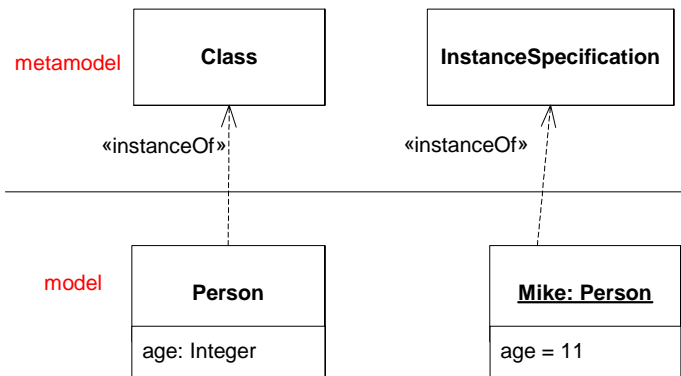 metamodel
Class
InstanceSpecification
«instanceOf»
«instanceOf»
model
Person
Mike: Person
age: Integer
age = 11